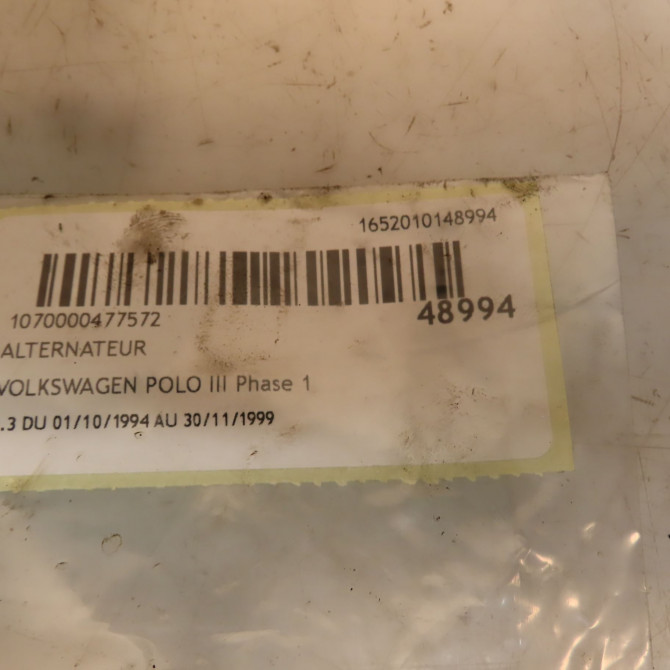 1652010148994
1070000477572
48994
ALTERNATEUR
VOLKSWAGEN POLO III Phase 1
.3 DU 01/10/1994 AU 30/11/1999